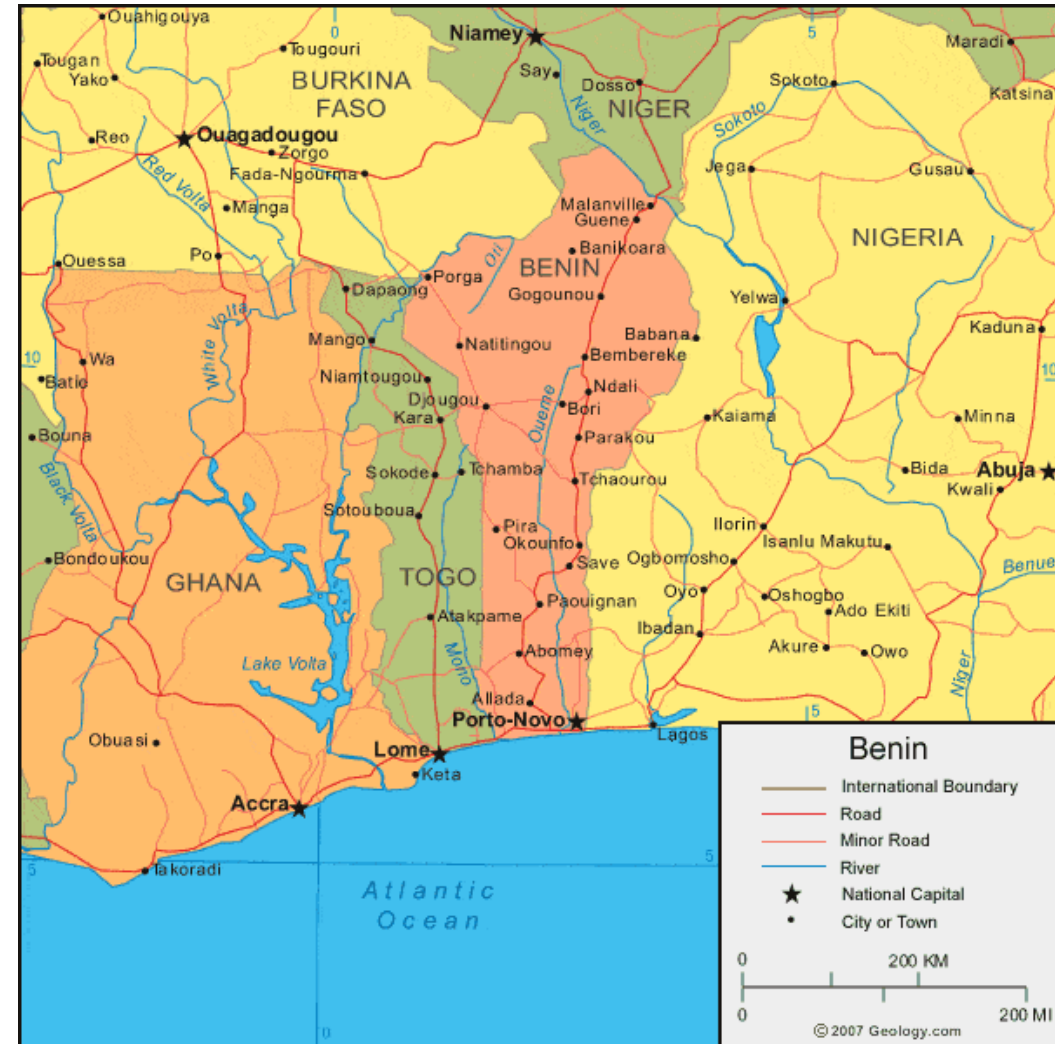 Ouahigouya
0
Niamey
5
Maradi
Tougouri
Tougan
Yako
BURKINA
FASO
Say
Dosso
Sokoto
Katsina
Niger
NIGER
Sokoto
Reo
Ouagadougou
Zorgo
Fada-Ngourma
Jega
Gusau
Red Volta
Manga
Malanville
Guene
Ouessa
Po
Oti
Banikoara
BENIN
NIGERIA
Porga
Dapaong
Gogounou
Yelwa
White Volta
Mango
Natitingou
Babana
Kaduna
10
Wa
Bembereke
10
Batie
Niamtougou
Ndali
Djougou
Bori
Kara
Oueme
Kaiama
Minna
Bouna
Parakou
Black Volta
Sokode
Tchamba
Tchaourou
Bida
Abuja
Kwali
Sotouboua
Pira
Okounfo
Ilorin
Isanlu Makutu
Bondoukou
GHANA
TOGO
Save
Ogbomosho
Benue
Oyo
Oshogbo
Paouignan
Ado Ekiti
Atakpame
Ibadan
Lake Volta
Mono
Abomey
Akure
Owo
Niger
Allada
Porto-Novo
Lagos
5
Obuasi
Lome
Keta
Accra
5
Takoradi
5
Atlantic
Ocean
0
Benin
International Boundary
Road
Minor Road
River
National Capital
City or Town
0 200 KM
0 200 MI
© 2007 Geology.com